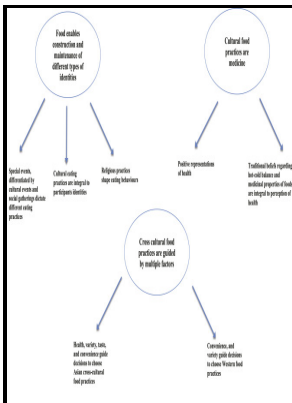 Food enables
construction and
maintenance of
different types of
identities
Cultural food
practices are
medicine
Special events,
differentiated by
cultural events and
social gatherings dictate
different eating
practices
Cultural eating
practices are integral to
participants identities
Religious practices
shape eating behaviours
Positive representations
of health
Traditional beliefs regarding
hot-cold balance and
medicinal properties of foods
are integral to perception of
health
Cross cultural food
practices are guided
by multiple factors
Health, variety, taste,
and convenience guide
decisions to choose
Asian cross-cultural
food practices
Convenience, and
variety guide decisions
to choose Western food
practices